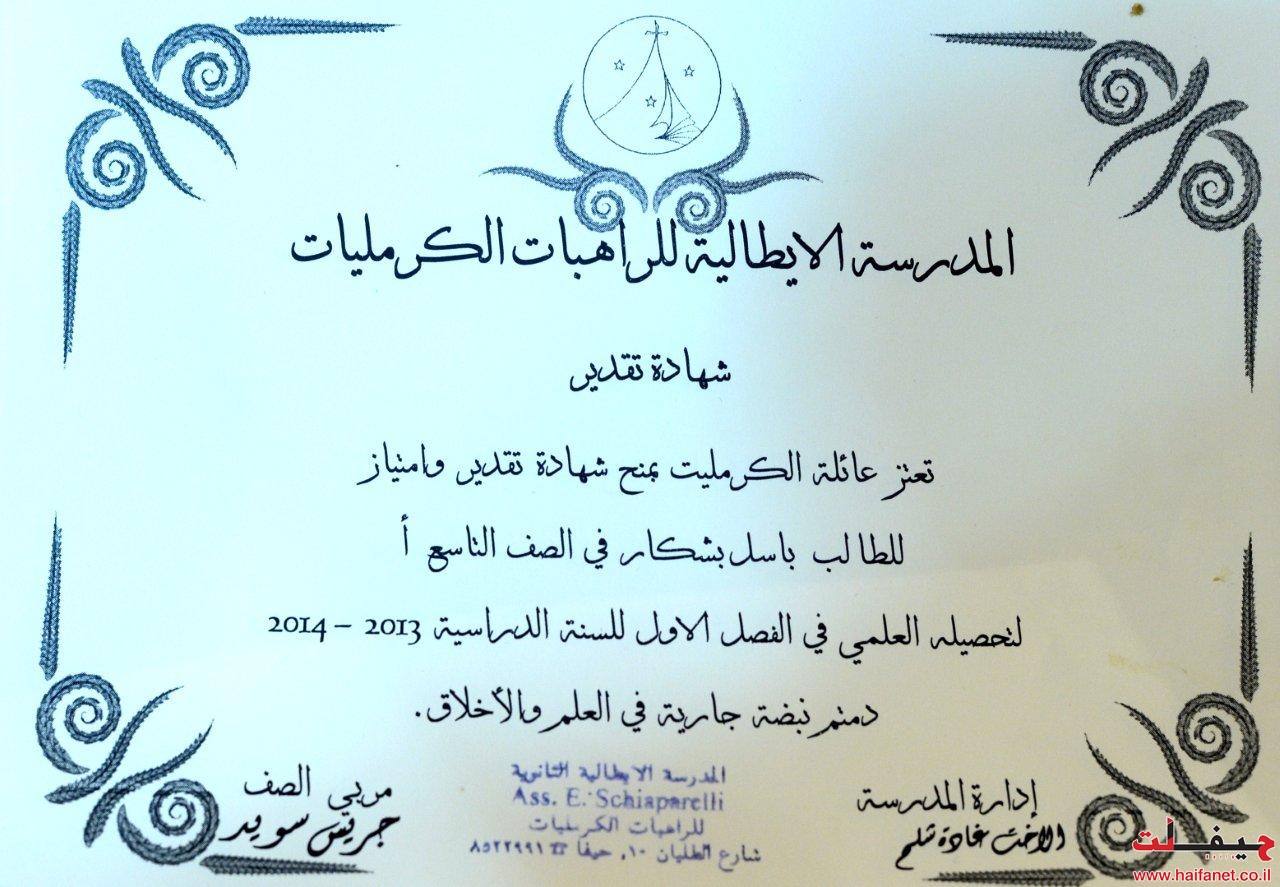 المدرسة الايطالية للراهبات الكرمليات
شهادة تقدير
تعتز عائلة الكرمليت بمنح شهادة تقدير وامتياز
للطالب باسل بشكار في الصف التاسع أ
لتحصيله العلمي في الفصل الاول للسنة الدراسية 2013 – 2014
دمتم نبضة جارية في العلم والأخلاق.
إدارة المدرسة
الاخت غادة
المدرسة الايطالية الثانوية
Ass. E. Schiaparelli
للراهبات الكرمليات
شارع الطليان ١٠, حيفا ☎ ٨٥٢٢٩٩١
مربي الصف
جريس سويد
حيفا نت
www.haifanet.co.il